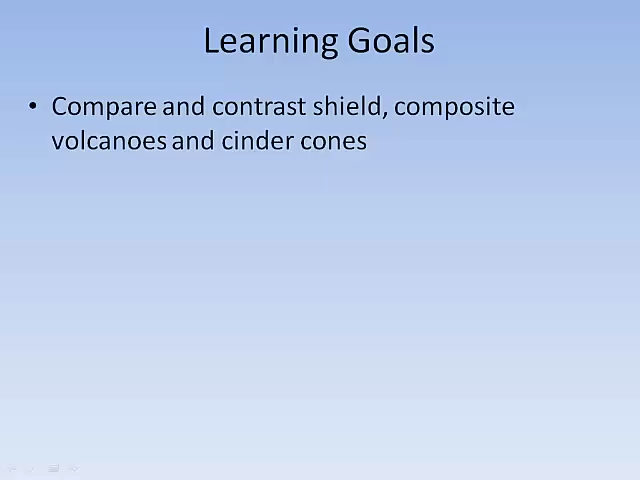 Learning Goals
• Compare and contrast shield, composite
volcanoes and cinder cones